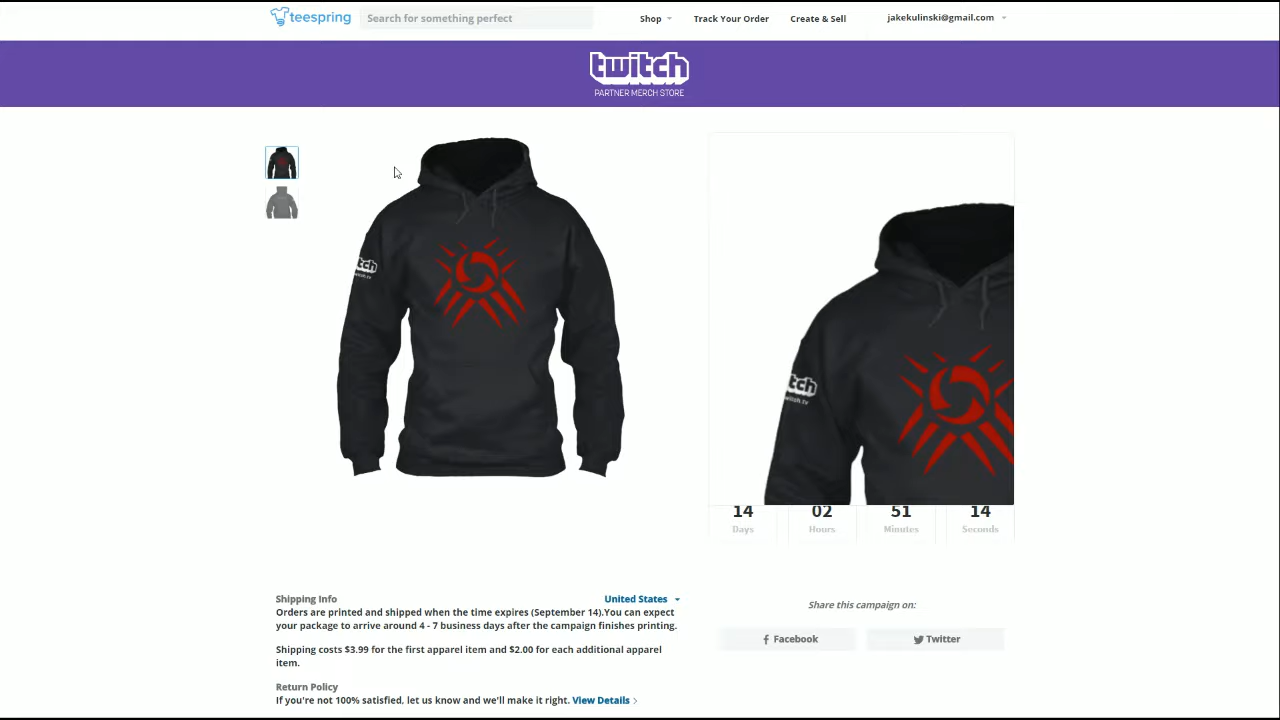 teespring
Search for something perfect
Shop
Track Your Order
Create & Sell
jakekulinski@gmail.com
twitch
PARTNER MERCH STORE
tch
tch
14
02
51
14
Days
Hours
Minutes
Seconds
Shipping Info
United States
Orders are printed and shipped when the time expires (September 14).You can expect
your package to arrive around 4 - 7 business days after the campaign finishes printing.
Shipping costs $3.99 for the first apparel item and $2.00 for each additional apparel
item.
Return Policy
If you're not 100% satisfied, let us know and we'll make it right. View Details
Share this campaign on:
Facebook
Twitter